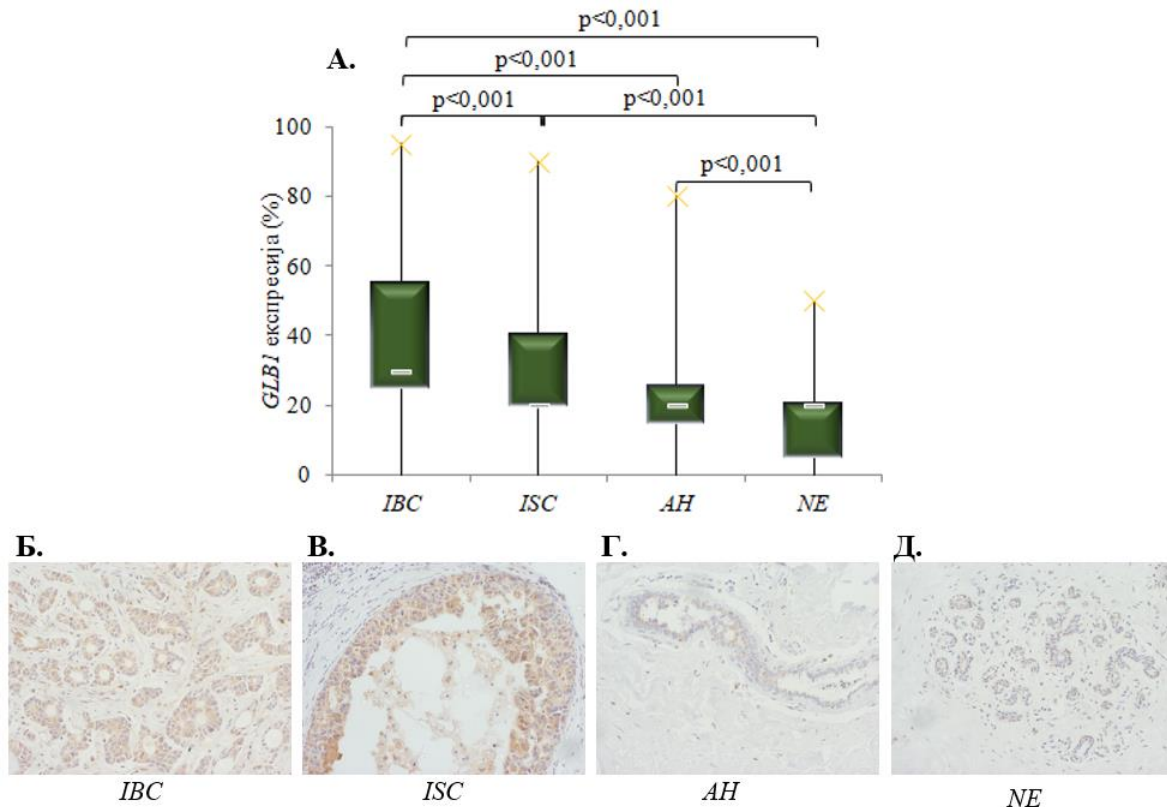 p<0,001
А.
p<0,001
p<0,001 p<0,001
p<0,001
GLB1 експресија (%)
100
80
60
40
20
0
IBC ISC AH NE
Б. В. Г. Д.
IBC ISC AH NE